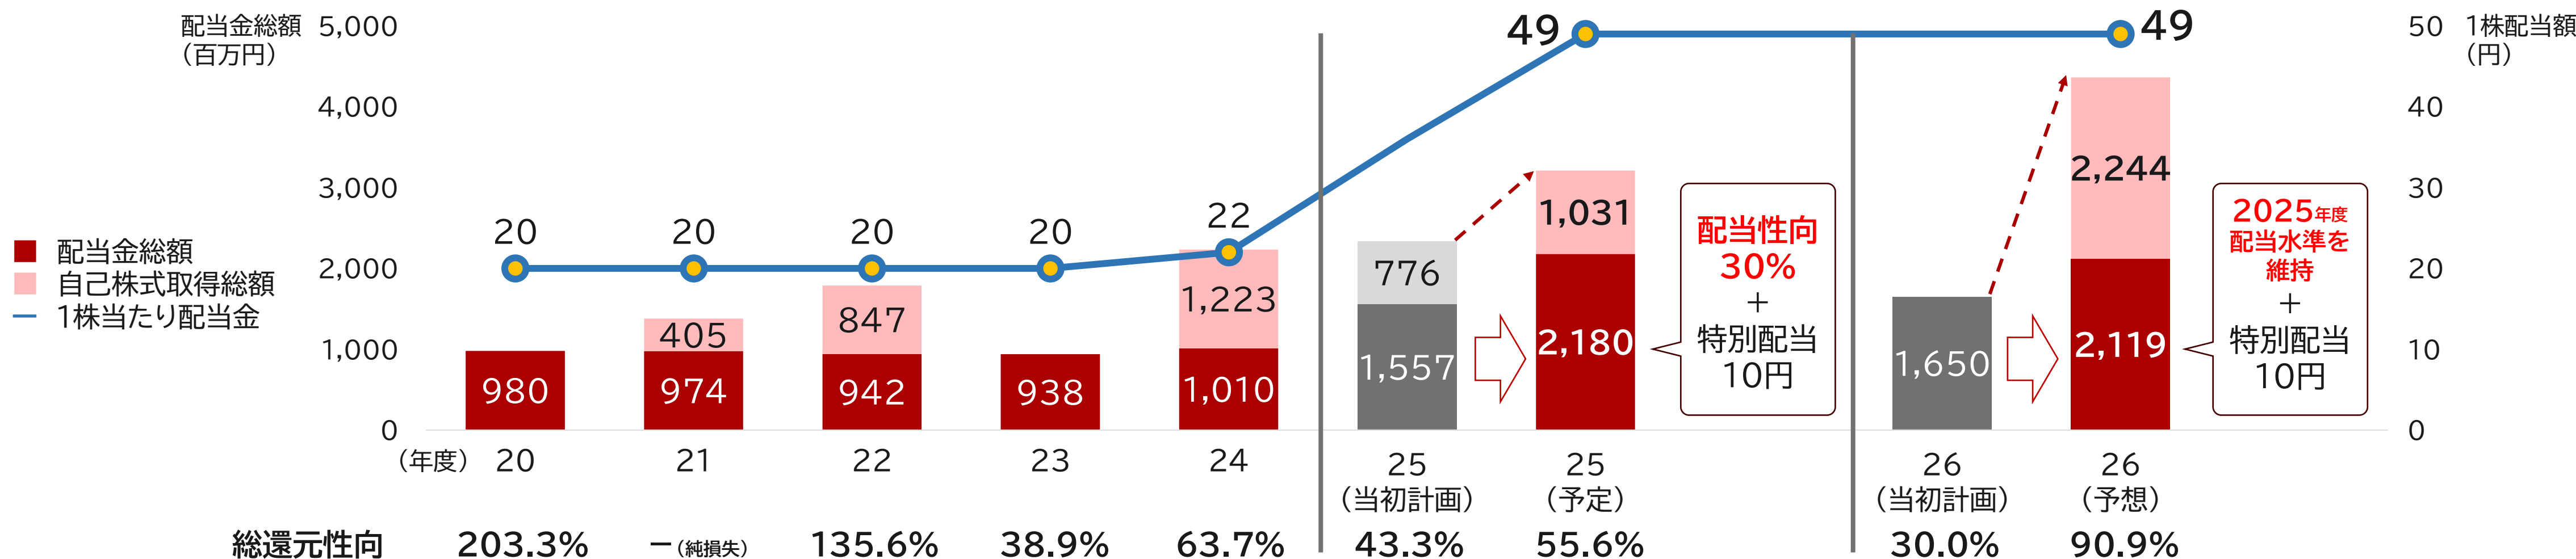 配当金総額
（百万円）
5,000
4,000
3,000
2,000
1,000
0
1株配当額
（円）
50
40
30
20
10
0
配当金総額
自己株式取得総額
1株当たり配当金
20
20
20
20
22
49
49
980
405
974
847
942
938
1,223
1,010
776
1,557
1,031
2,180
1,650
2,244
2,119
配当性向
30%
+
特別配当
10円
2025年度
配当水準を
維持
+
特別配当
10円
（年度） 20 21 22 23 24 25 25 26 26
（当初計画） （予定） （当初計画） （予想）
総還元性向 203.3% ー（純損失） 135.6% 38.9% 63.7% 43.3% 55.6% 30.0% 90.9%